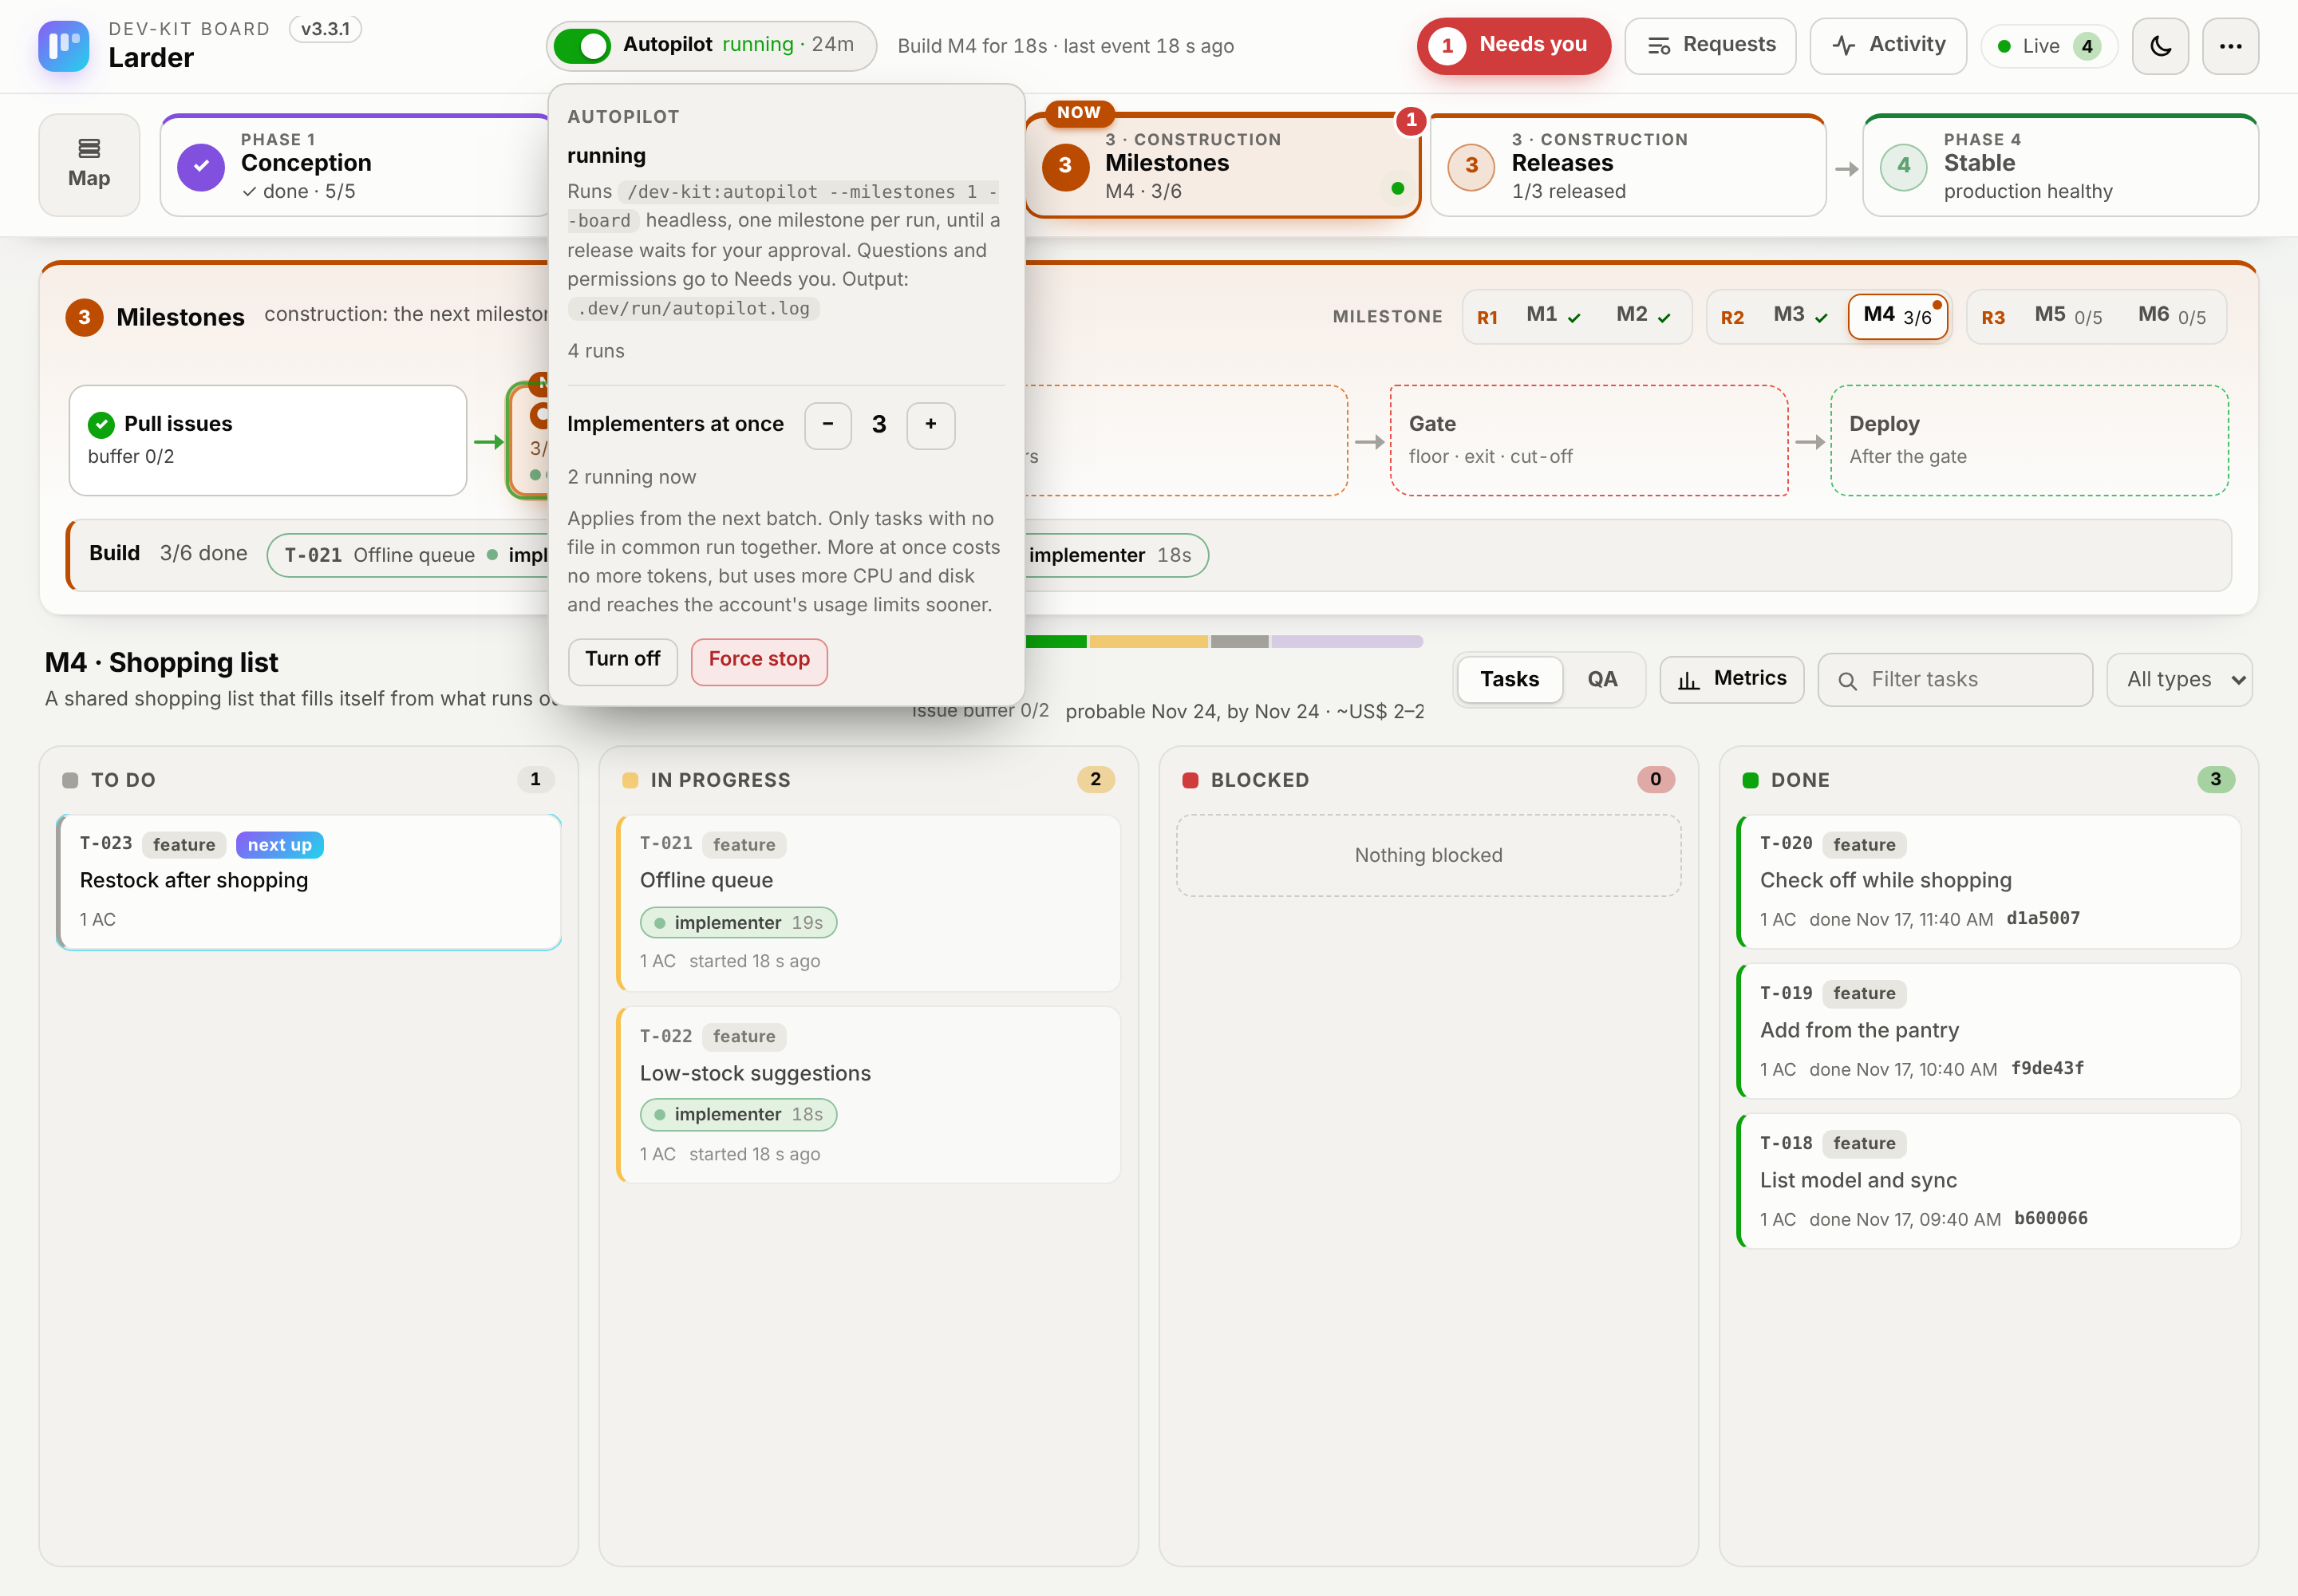 DEV-KIT BOARD v3.3.1
Larder
Autopilot running · 24m
Build M4 for 18s · last event 18 s ago
1 Needs you
Requests
Activity
Live 4
Map
PHASE 1
Conception
done · 5/5
NOW
1
3
3 · CONSTRUCTION
Milestones
M4 · 3/6
3
3 · CONSTRUCTION
Releases
1/3 released
4
PHASE 4
Stable
production healthy
AUTOPILOT
running
Runs /dev-kit:autopilot --milestones 1 -
-board headless, one milestone per run, until a
release waits for your approval. Questions and
permissions go to Needs you. Output:
.dev/run/autopilot.log
4 runs
Implementers at once − 3 +
2 running now
Applies from the next batch. Only tasks with no
file in common run together. More at once costs
no more tokens, but uses more CPU and disk
and reaches the account's usage limits sooner.
Turn off
Force stop
3 Milestones construction: the next
MILESTONE R1 M1 M2 R2 M3 M4 3/6 R3 M5 0/5 M6 0/5
Pull issues
buffer 0/2
3/
Gate
floor · exit · cut-off
Deploy
After the gate
Build 3/6 done T-021 Offline queue
implementer 18s
M4 · Shopping list
A shared shopping list that fills itself from what runs
issue buffer 0/2 probable Nov 24, by Nov 24 · ~US$ 2–2
Tasks QA Metrics Filter tasks All types
TO DO 1
T-023 feature next up
Restock after shopping
1 AC
IN PROGRESS 2
T-021 feature
Offline queue
implementer 19s
1 AC started 18 s ago
T-022 feature
Low-stock suggestions
implementer 18s
1 AC started 18 s ago
BLOCKED 0
Nothing blocked
DONE 3
T-020 feature
Check off while shopping
1 AC done Nov 17, 11:40 AM d1a5007
T-019 feature
Add from the pantry
1 AC done Nov 17, 10:40 AM f9de43f
T-018 feature
List model and sync
1 AC done Nov 17, 09:40 AM b600066